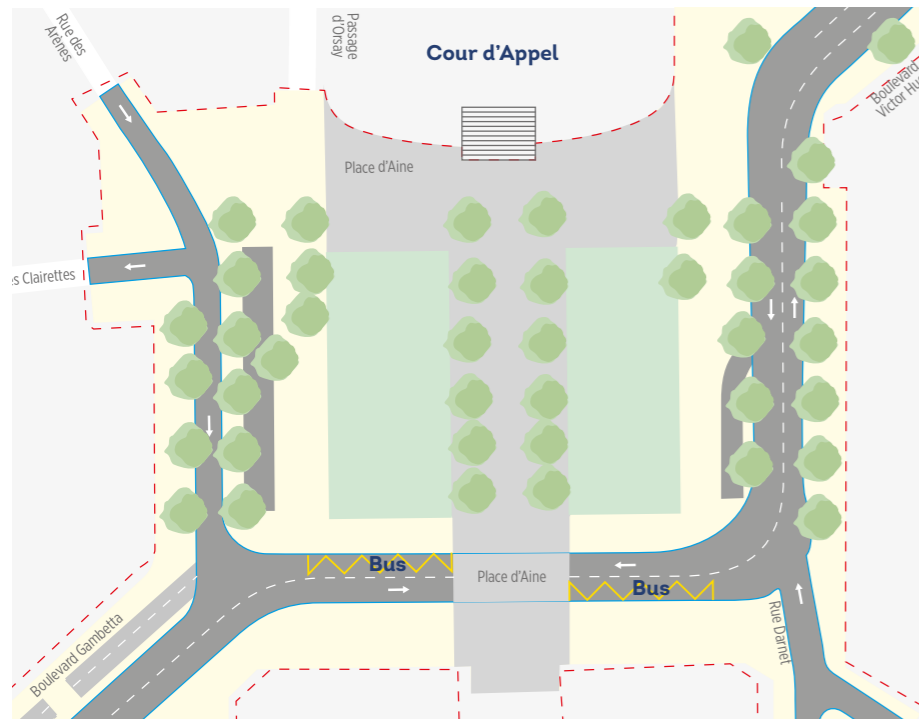 Rue des
Arènes
Passage
d'Orsay
Cour d'Appel
Boulevard
Victor
Place d'Aine
Clairettes
Bus
Place d'Aine
Bus
Boulevard Gambetta
Rue Darnet